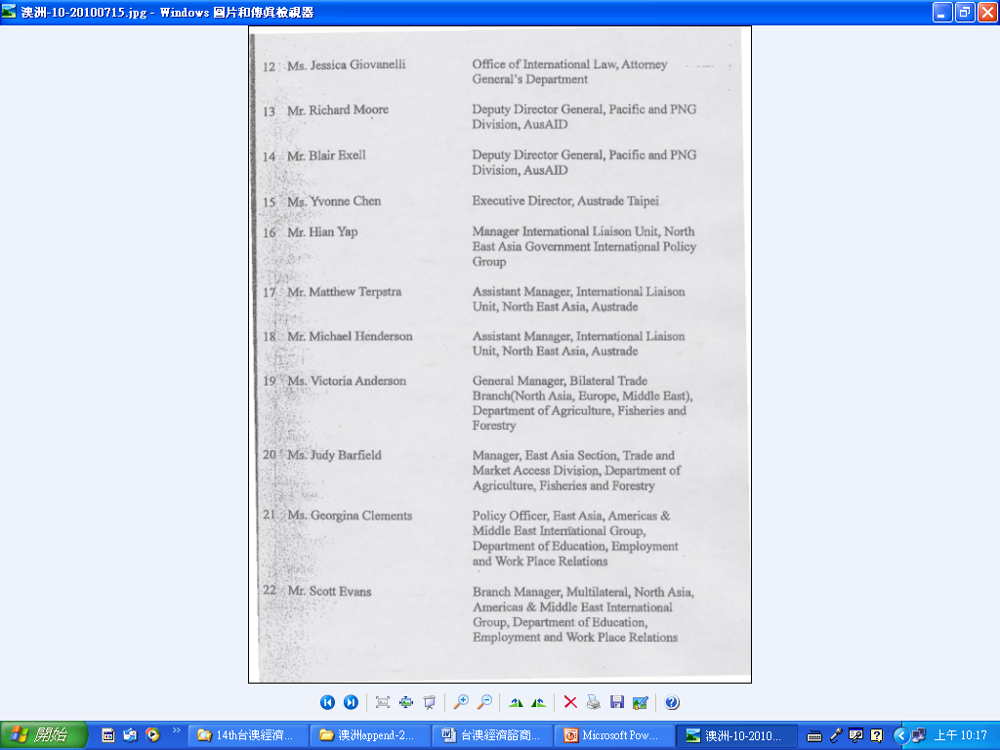 澳洲-10-20100715.jpg - Windows 圖片和傳真檢視器
12 Ms. Jessica Giovanelli Office of International Law, Attorney
General's Department
13 Mr. Richard Moore Deputy Director General, Pacific and PNG
Division, AusAID
14 Mr. Blair Exell Deputy Director General, Pacific and PNG
Division, AusAID
15 Ms. Yvonne Chen Executive Director, Austrade Taipei
16 Mr. Hian Yap Manager International Liaison Unit, North
East Asia Government International Policy
Group
17 Mr. Matthew Terpstra Assistant Manager, International Liaison
Unit, North East Asia, Austrade
18 Mr. Michael Henderson Assistant Manager, International Liaison
Unit, North East Asia, Austrade
19 Ms. Victoria Anderson General Manager, Bilateral Trade
Branch(North Asia, Europe, Middle East),
Department of Agriculture, Fisheries and
Forestry
20 Ms. Judy Barfield Manager, East Asia Section, Trade and
Market Access Division, Department of
Agriculture, Fisheries and Forestry
21 Ms. Georgina Clements Policy Officer, East Asia, Americas &
Middle East International Group,
Department of Education, Employment
and Work Place Relations
22 Mr. Scott Evans Branch Manager, Multilateral, North Asia,
Americas & Middle East International
Group, Department of Education,
Employment and Work Place Relations
開始 14th台澳經濟... 澳洲append-2... 台澳經濟諮商... Microsoft Pow... 澳洲-10-2010... 上午 10:17